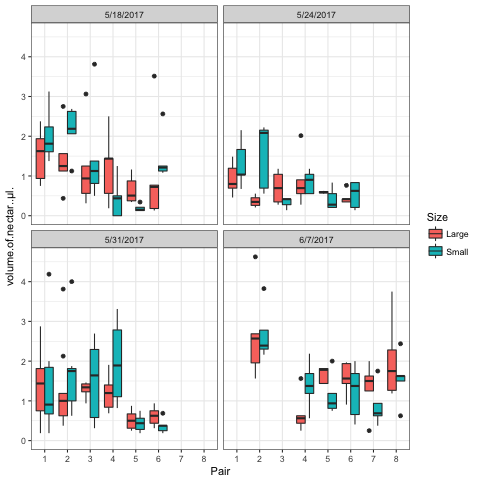 5/18/2017 5/24/2017
4
3
2
1
0
volume.of.nectar..µl.
Size
Large
Small
5/31/2017 6/7/2017
4
3
2
1
0
1 2 3 4 5 6 7 8 1 2 3 4 5 6 7 8
Pair